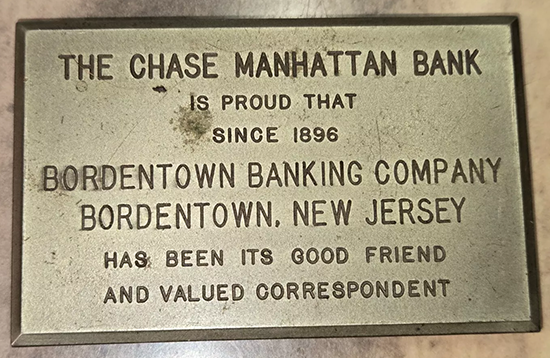 THE CHASE MANHATTAN BANK
IS PROUD THAT
SINCE 1896
BORDENTOWN BANKING COMPANY
BORDENTOWN, NEW JERSEY
HAS BEEN ITS GOOD FRIEND
AND VALUED CORRESPONDENT